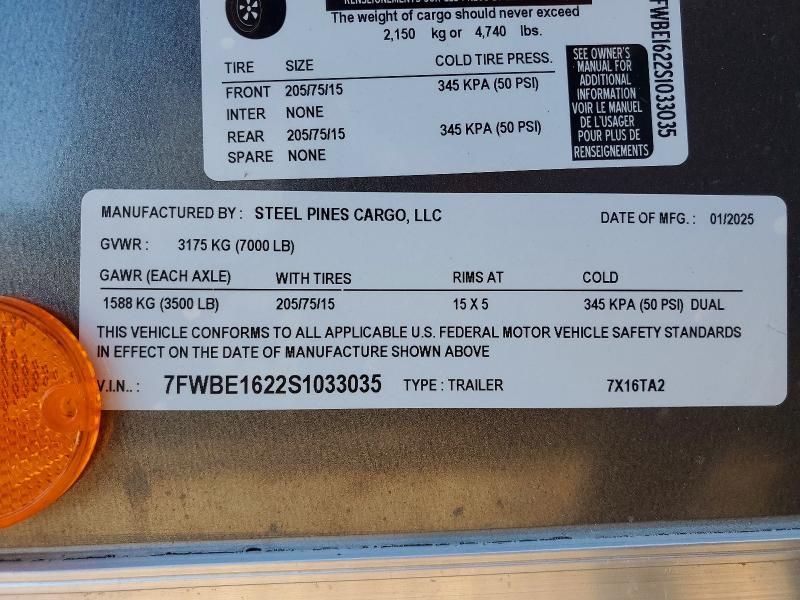 The weight of cargo should never exceed
2,150 kg or 4,740 lbs.
TIRE SIZE COLD TIRE PRESS.
FRONT 205/75/15 345 KPA (50 PSI)
INTER NONE
REAR 205/75/15 345 KPA (50 PSI)
SPARE NONE
SEE OWNER'S
MANUAL FOR
ADDITIONAL
INFORMATION
VOIR LE MANUEL
DE L'USAGER
POUR PLUS DE
RENSEIGNEMENTS
7FWBE1622S1033035
MANUFACTURED BY : STEEL PINES CARGO, LLC DATE OF MFG. : 01/2025
GVWR : 3175 KG (7000 LB)
GAWR (EACH AXLE) WITH TIRES RIMS AT COLD
1588 KG (3500 LB) 205/75/15 15 X 5 345 KPA (50 PSI) DUAL
THIS VEHICLE CONFORMS TO ALL APPLICABLE U.S. FEDERAL MOTOR VEHICLE SAFETY STANDARDS
IN EFFECT ON THE DATE OF MANUFACTURE SHOWN ABOVE
V.I.N.. : 7FWBE1622S1033035 TYPE : TRAILER 7X16TA2